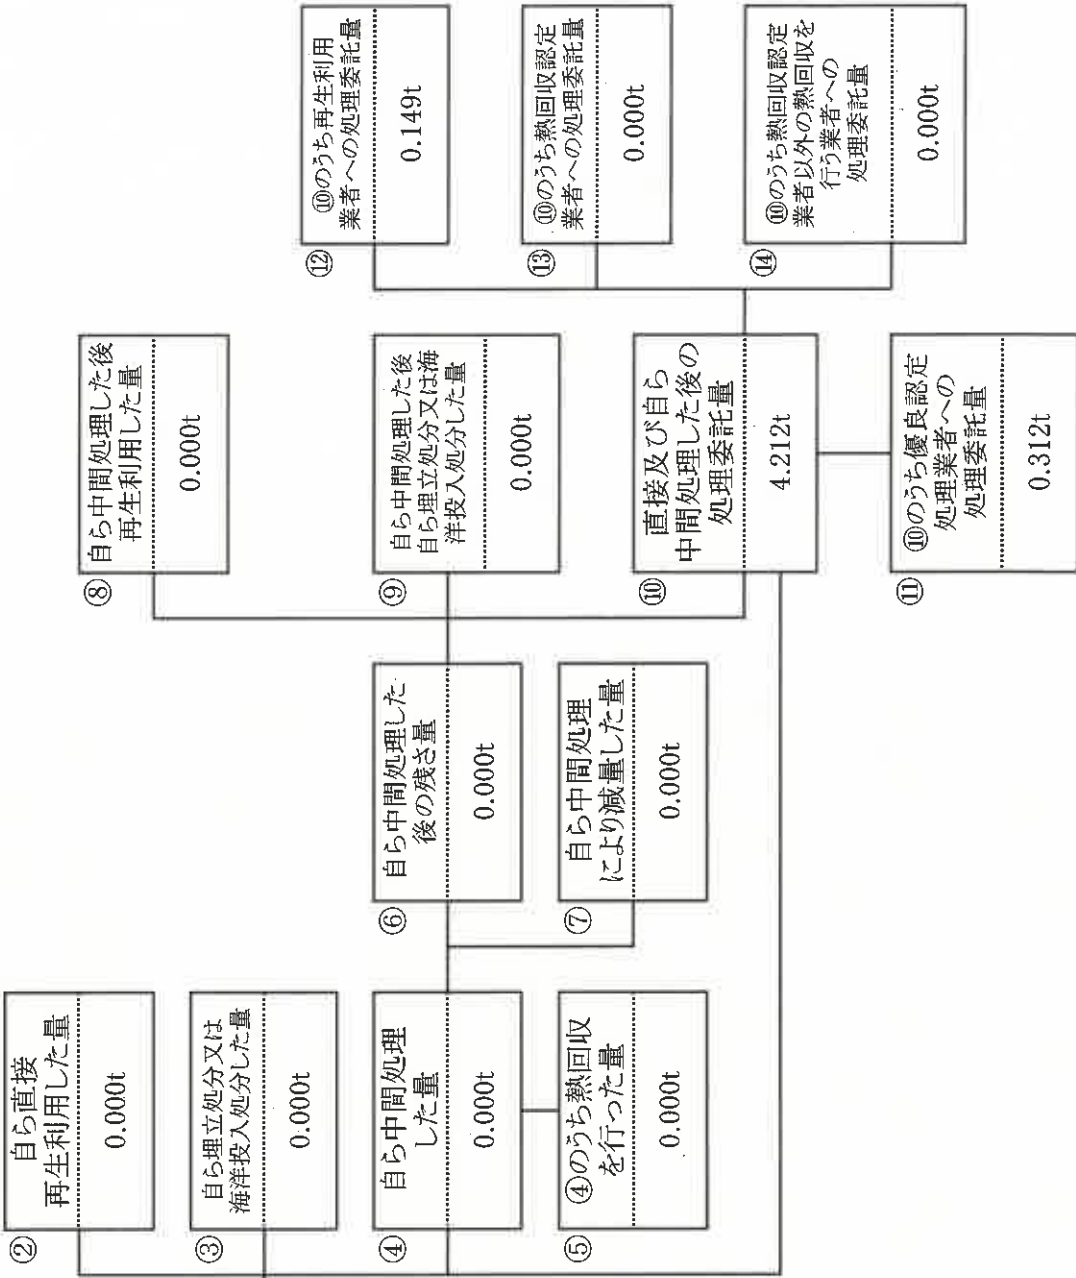 ②
自ら直接
再生利用した量
0.000t
③
自ら埋立処分又は
海洋投入処分した量
0.000t
④
自ら中間処理
した量
0.000t
⑤
④のうち熱回収
を行った量
0.000t
⑥
自ら中間処理した
後の残さ量
0.000t
⑦
自ら中間処理
により減量した量
0.000t
⑧
自ら中間処理した後
再生利用した量
0.000t
⑨
自ら中間処理した後
自ら埋立処分又は海
洋投入処分した量
0.000t
⑩
直接及び自ら
中間処理した後の
処理委託量
4.212t
⑪
⑩のうち優良認定
処理業者への
処理委託量
0.312t
⑫
⑩のうち再生利用
業者への処理委託量
0.149t
⑬
⑩のうち熱回収認定
業者への処理委託量
0.000t
⑭
⑩のうち熱回収認定
業者以外の熱回収を
行う業者への
処理委託量
0.000t